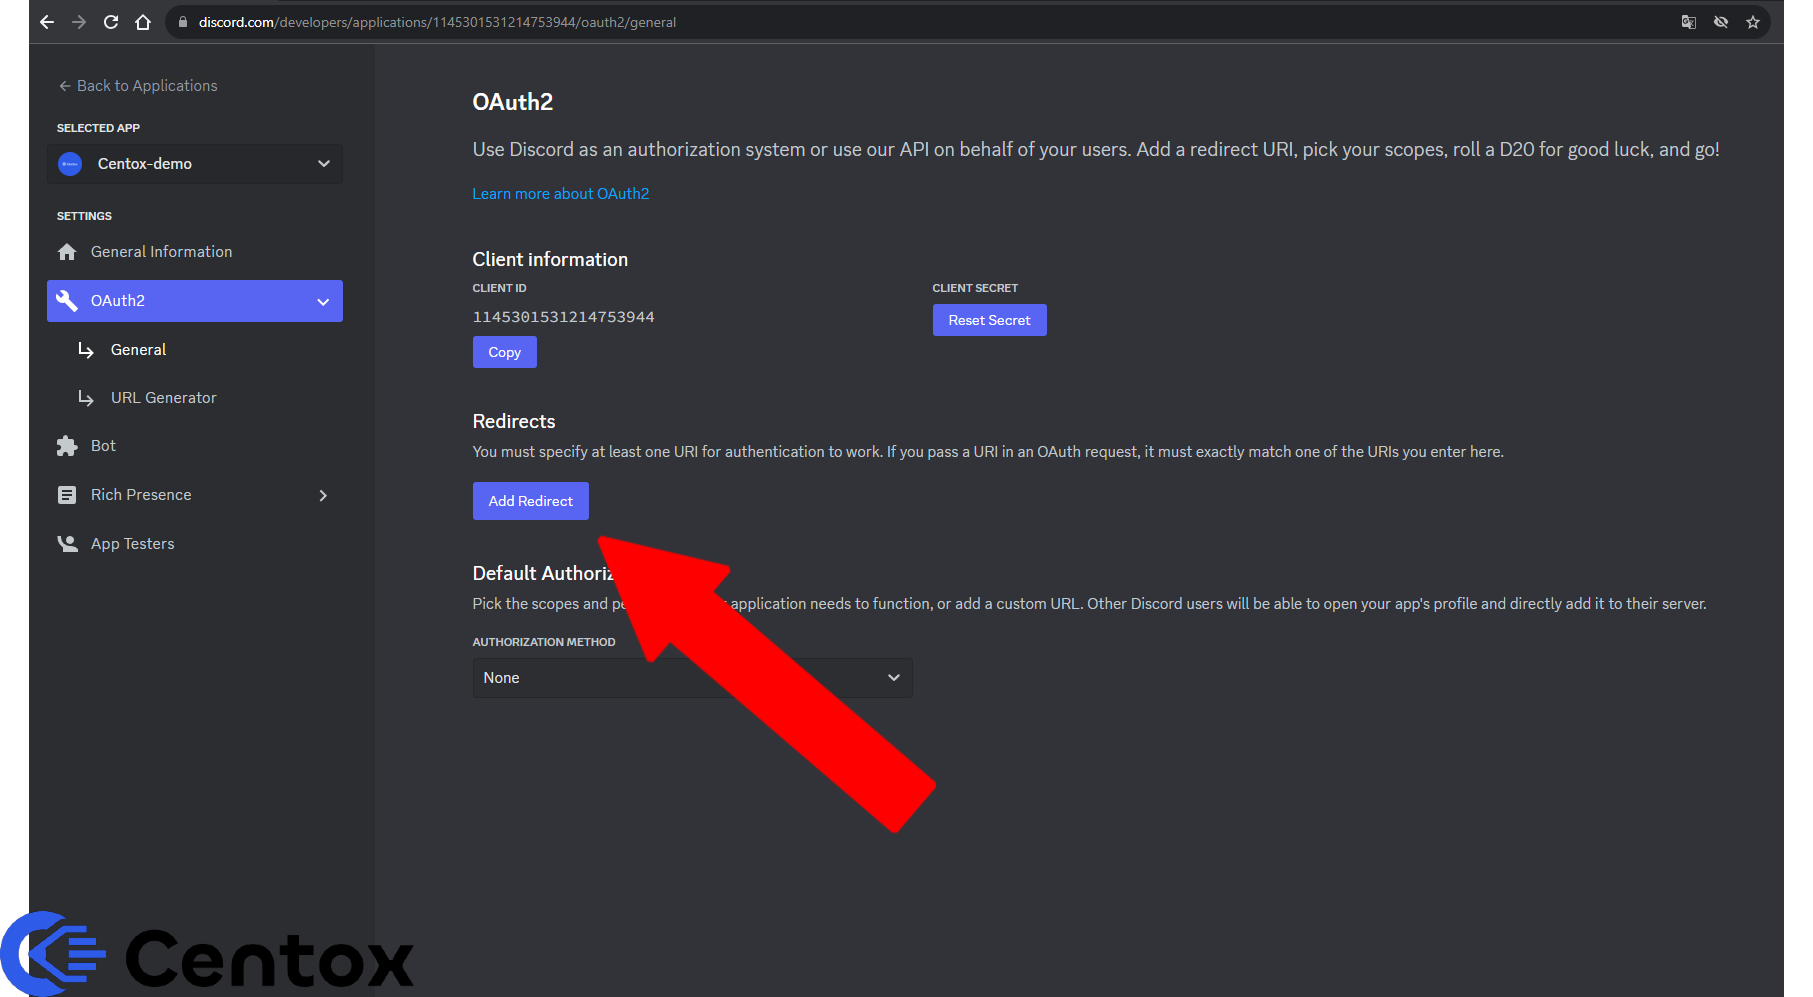 discord.com/developers/applications/1145301531214753944/oauth2/general
Back to Applications
SELECTED APP
Centox-demo
SETTINGS
General Information
OAuth2
General
URL Generator
Bot
Rich Presence
App Testers
OAuth2
Use Discord as an authorization system or use our API on behalf of your users. Add a redirect URI, pick your scopes, roll a D20 for good luck, and go!
Learn more about OAuth2
Client information
CLIENT ID
CLIENT SECRET
1145301531214753944
Reset Secret
Copy
Redirects
You must specify at least one URI for authentication to work. If you pass a URI in an OAuth request, it must exactly match one of the URIs you enter here.
Add Redirect
Default
Pick the scopes and application needs to function, or add a custom URL. Other Discord users will be able to open your app's profile and directly add it to their server.
AUTHORIZATION METHOD
None
Centox